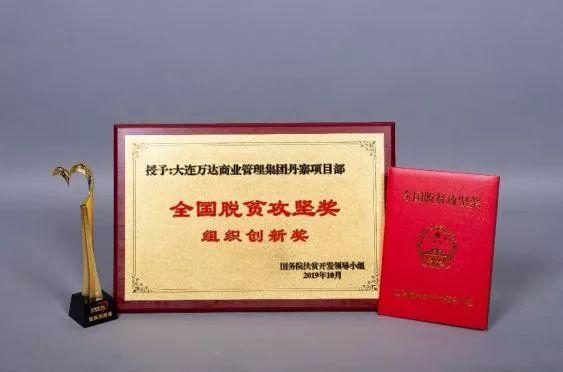 授予:大连万达商业管理集团丹寨项目部
全国脱贫攻坚奖
组织创新奖
国务院扶贫开发领导小组
2019年10月
全国脱贫攻坚奖